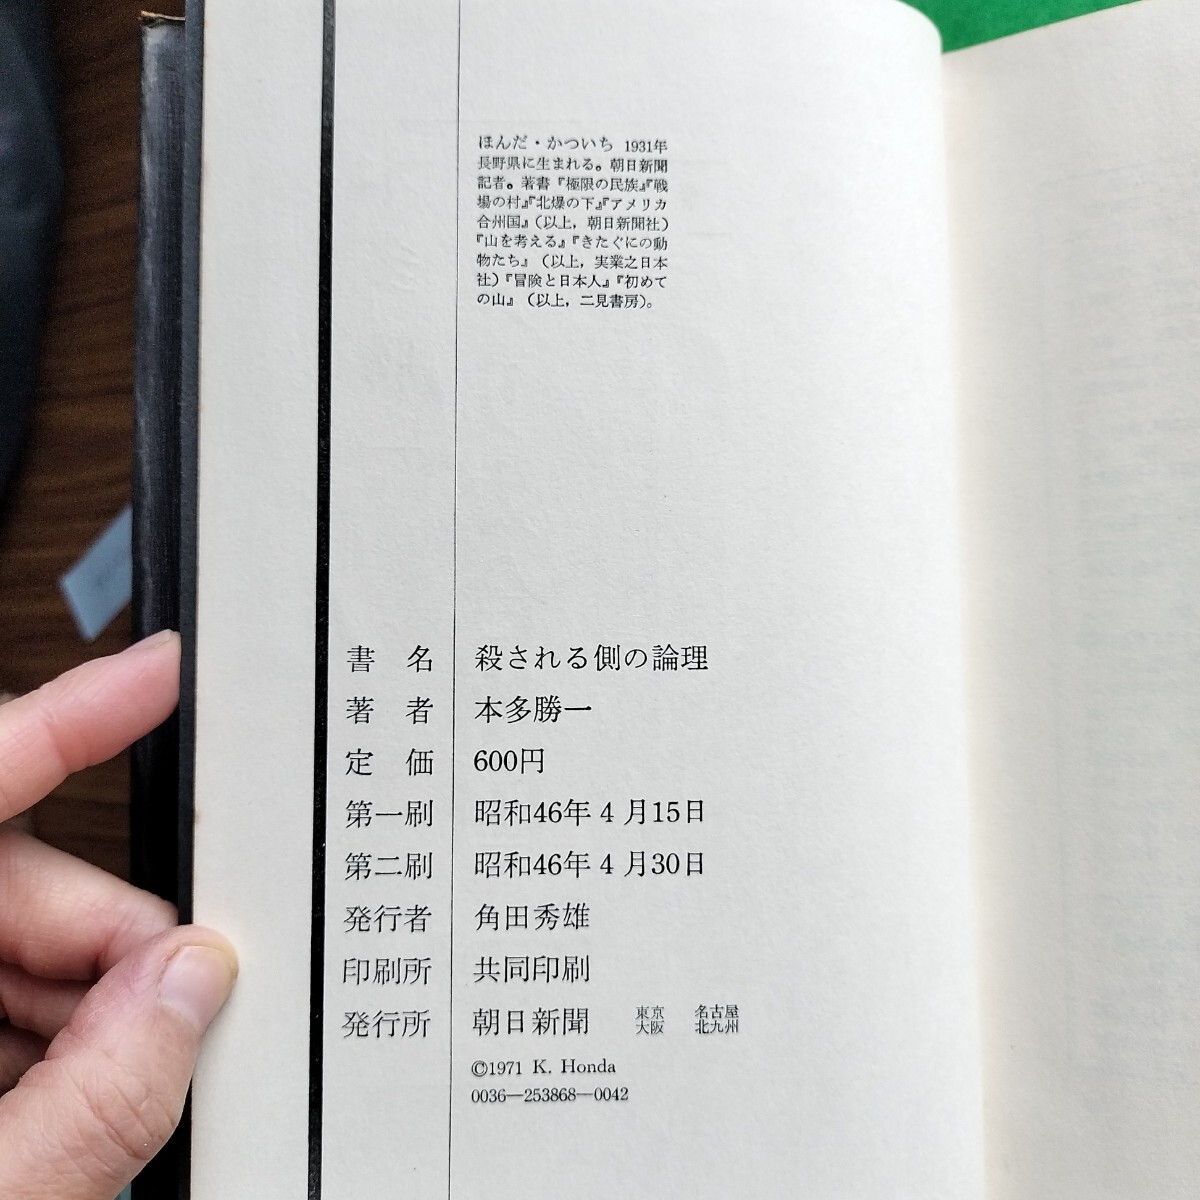 ほんだ・かついち 1931年
長野県に生まれる。朝日新聞
記者。著書『極限の民族』『戦
場の村』『北爆の下』『アメリカ
合州国』(以上，朝日新聞社)
『山を考える』『きたぐにの動
物たち』(以上，実業之日本
社)『冒険と日本人』『初めて
の山』(以上，二見書房)。
書 名 殺される側の論理
著 者 本多勝一
定 価 600円
第一刷 昭和46年4月15日
第二刷 昭和46年4月30日
発行者 角田秀雄
印刷所 共同印刷
発行所 朝日新聞 東京 名古屋
大阪 北九州
©1971 K. Honda
0036—253868—0042